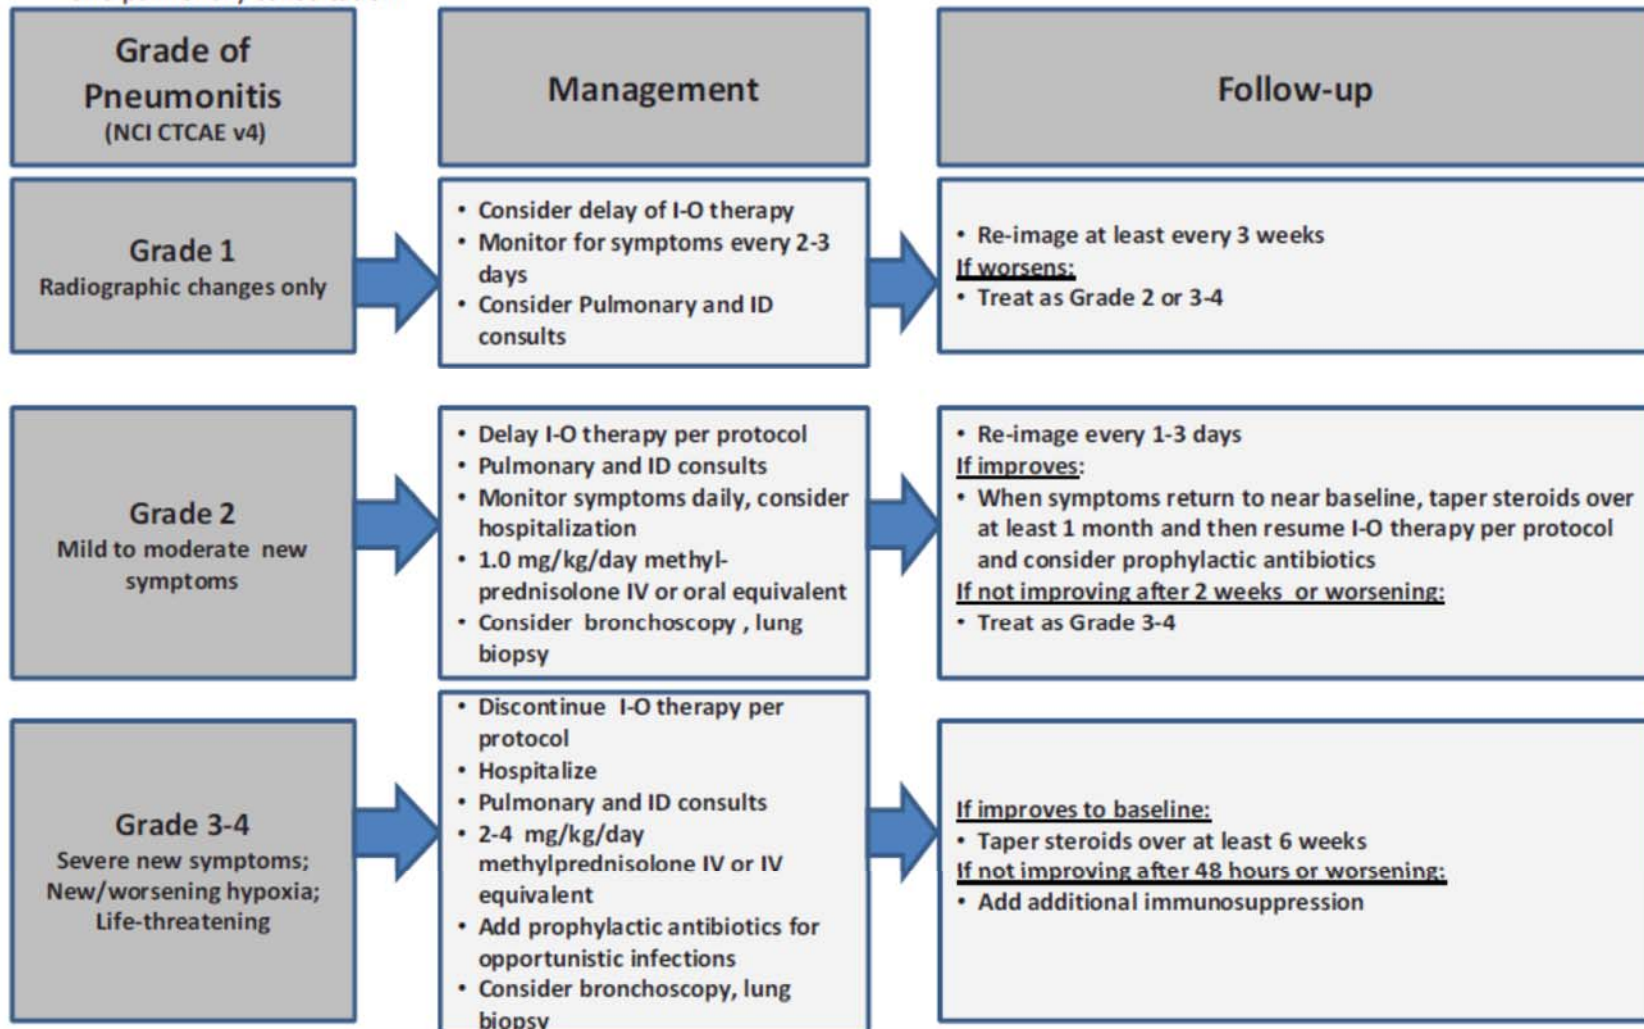 Grade of
Pneumonitis
(NCI CTCAE v4)
Management
Follow-up
Grade 1
Radiographic changes only
• Consider delay of I-O therapy
• Monitor for symptoms every 2-3
days
• Consider Pulmonary and ID
consults
• Re-image at least every 3 weeks
If worsens:
• Treat as Grade 2 or 3-4
Grade 2
Mild to moderate new
symptoms
• Delay I-O therapy per protocol
• Pulmonary and ID consults
• Monitor symptoms daily, consider
hospitalization
• 1.0 mg/kg/day methyl-
prednisolone IV or oral equivalent
• Consider bronchoscopy , lung
biopsy
• Re-image every 1-3 days
If improves:
• When symptoms return to near baseline, taper steroids over
at least 1 month and then resume I-O therapy per protocol
and consider prophylactic antibiotics
If not improving after 2 weeks or worsening:
• Treat as Grade 3-4
Grade 3-4
Severe new symptoms;
New/worsening hypoxia;
Life-threatening
• Discontinue I-O therapy per
protocol
• Hospitalize
• Pulmonary and ID consults
• 2-4 mg/kg/day
methylprednisolone IV or IV
equivalent
• Add prophylactic antibiotics for
opportunistic infections
• Consider bronchoscopy, lung
biopsy
If improves to baseline:
• Taper steroids over at least 6 weeks
If not improving after 48 hours or worsening:
• Add additional immunosuppression